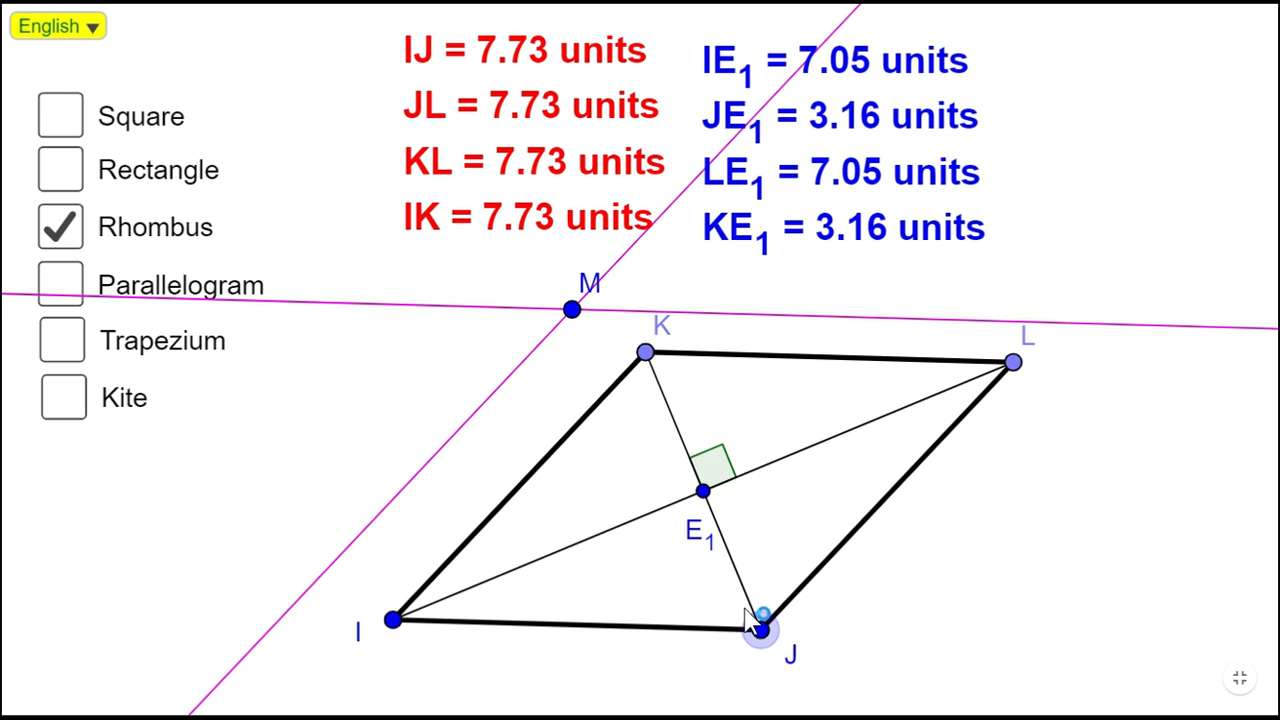 English ▼
Square
Rectangle
Rhombus
Parallelogram
Trapezium
Kite
IJ = 7.73 units
JL = 7.73 units
KL = 7.73 units
IK = 7.73 units
IE₁ = 7.05 units
JE₁ = 3.16 units
LE₁ = 7.05 units
KE₁ = 3.16 units
M
K
L
E₁
I
J